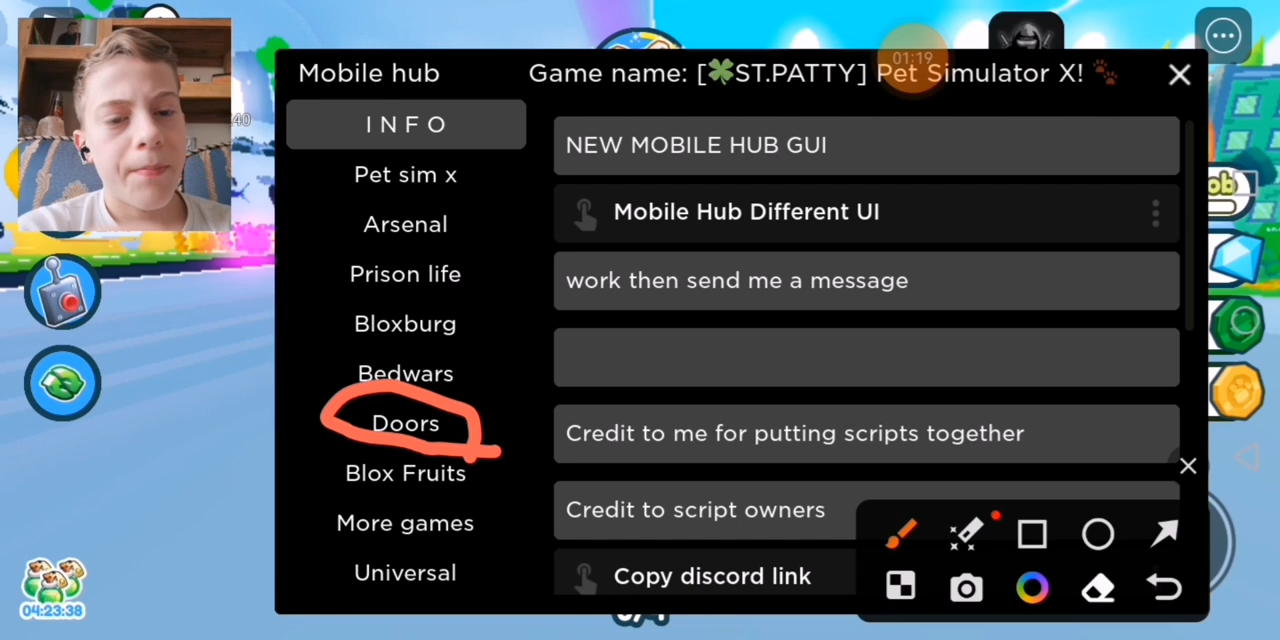 Mobile hub
Game name: [🍀ST.PATTY] Pet Simulator X! 🐾
01:19
INFO
Pet sim x
Arsenal
Prison life
Bloxburg
Bedwars
Doors
Blox Fruits
More games
Universal
NEW MOBILE HUB GUI
Mobile Hub Different UI
work then send me a message
Credit to me for putting scripts together
Credit to script owners
Copy discord link
40
ob
04:23:38